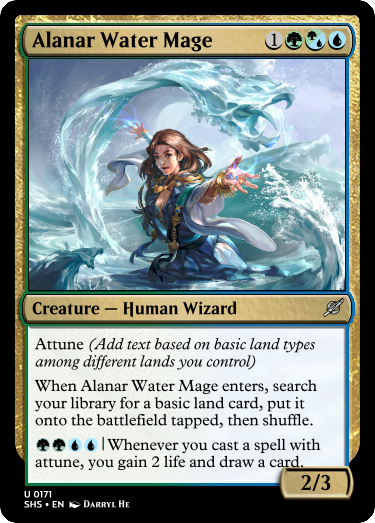 Alanar Water Mage 1
Creature — Human Wizard
Attune (Add text based on basic land types
among different lands you control)
When Alanar Water Mage enters, search
your library for a basic land card, put it
onto the battlefield tapped, then shuffle.
|Whenever you cast a spell with
attune, you gain 2 life and draw a card.
2/3
U 0171
SHS • EN Darryl He